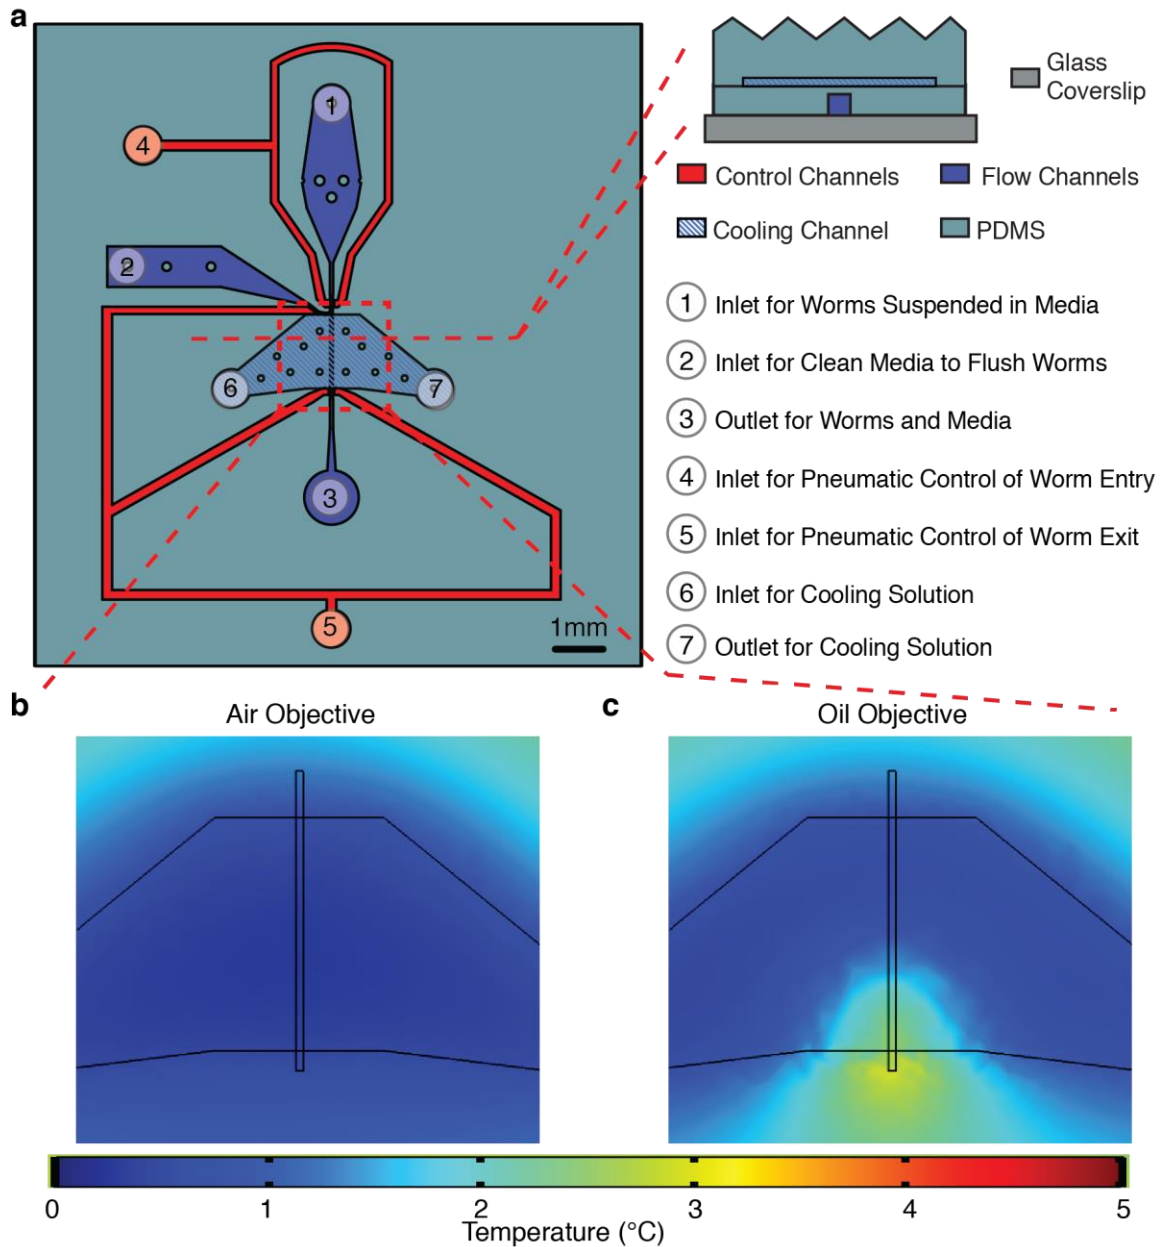 a
1
4
2
6
7
3
5
1mm
Glass
Coverslip
Control Channels
Flow Channels
Cooling Channel
PDMS
1 Inlet for Worms Suspended in Media
2 Inlet for Clean Media to Flush Worms
3 Outlet for Worms and Media
4 Inlet for Pneumatic Control of Worm Entry
5 Inlet for Pneumatic Control of Worm Exit
6 Inlet for Cooling Solution
7 Outlet for Cooling Solution
b
Air Objective
c
Oil Objective
0 1 2 3 4 5
Temperature (°C)